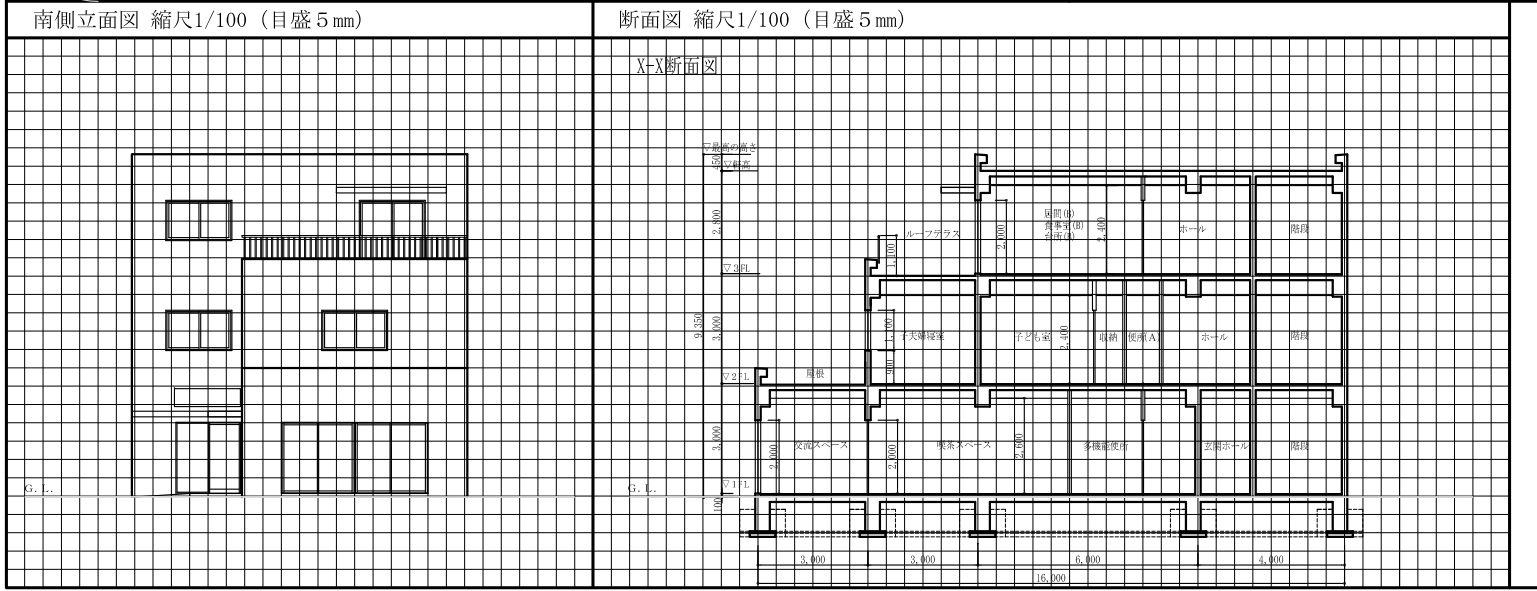 南側立面図 縮尺1/100 (目盛5mm)
G.L.
断面図 縮尺1/100 (目盛5mm)
X-X断面図
▽最高の高さ
450
▽軒高
2,800
▽3FL
9,350
3,000
▽2FL
3,000
▽1FL
100
G.L.
ルーフテラス
1,100
2,000
居間(B)
食事室(B)
台所(B)
2,400
ホール
階段
子夫婦寝室
1,100
900
子ども室
2,400
収納
便所(A)
ホール
階段
屋根
交流スペース
2,000
喫茶スペース
2,000
2,600
多機能便所
玄関ホール
階段
3,000
3,000
6,000
4,000
16,000